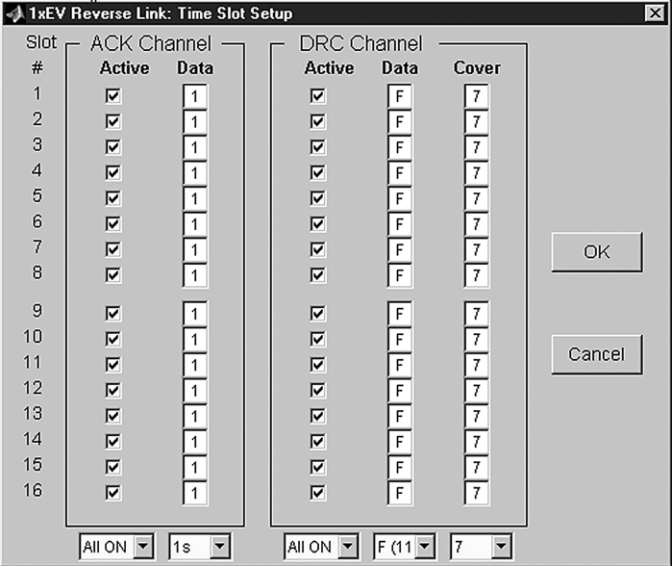 1xEV Reverse Link: Time Slot Setup
Slot ACK Channel DRC Channel
# Active Data Active Data Cover
1 1 F 7
2 1 F 7
3 1 F 7
4 1 F 7
5 1 F 7
6 1 F 7
7 1 F 7
8 1 F 7
9 1 F 7
10 1 F 7
11 1 F 7
12 1 F 7
13 1 F 7
14 1 F 7
15 1 F 7
16 1 F 7
OK
Cancel
All ON 1s All ON F (11 7